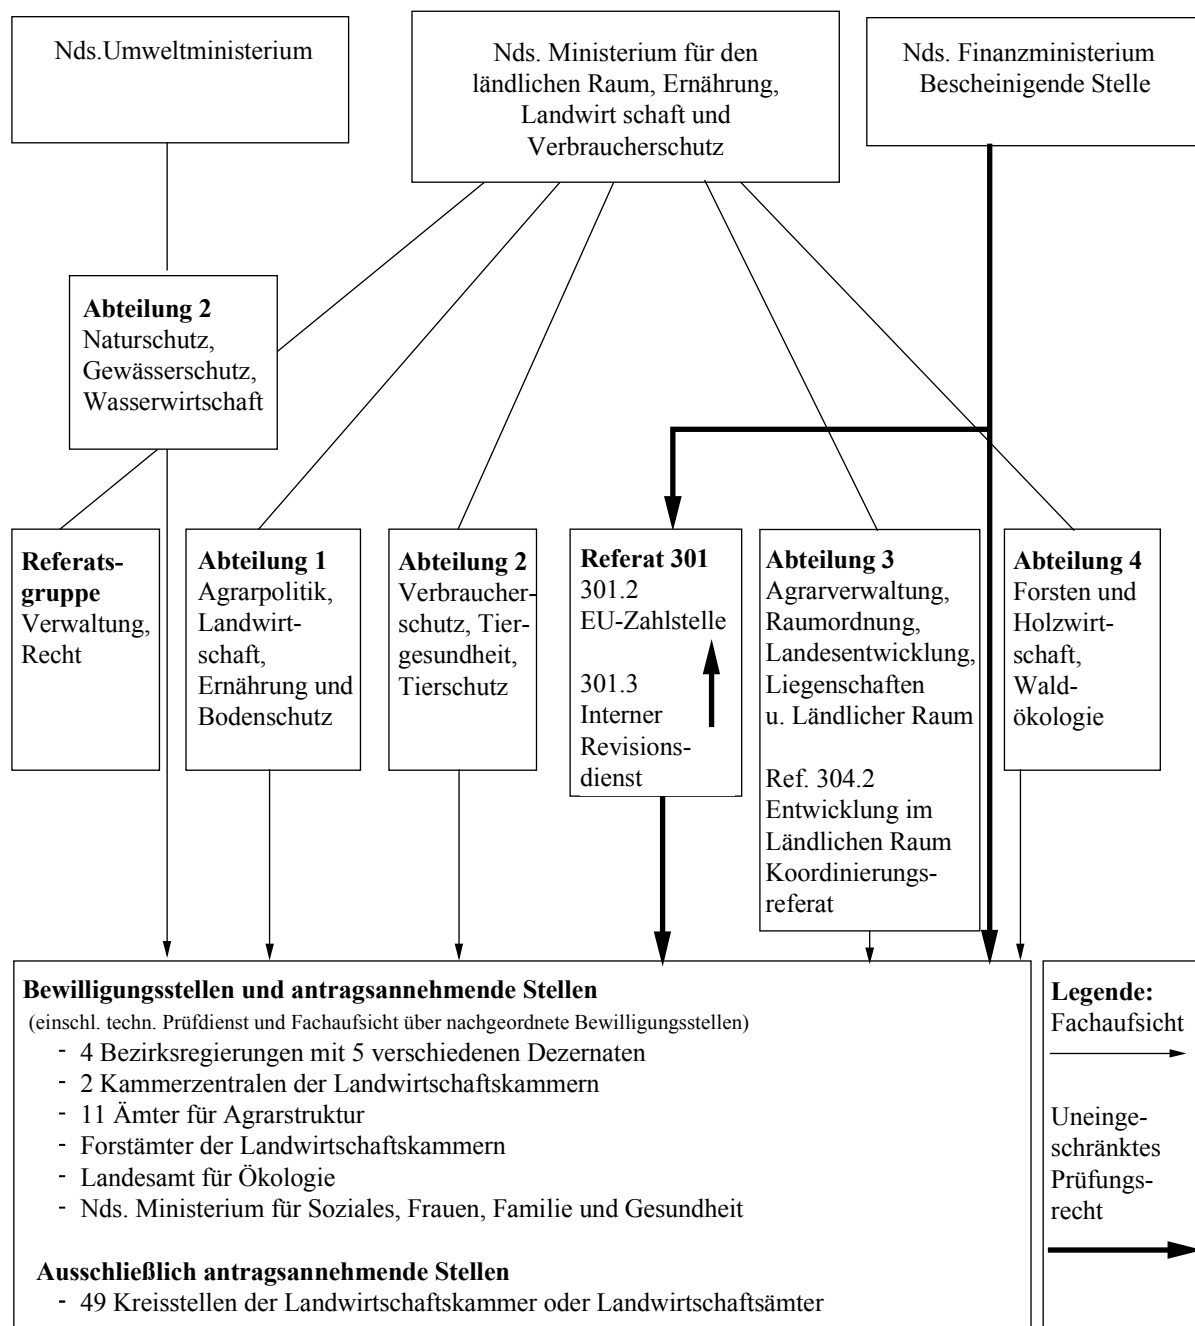 Nds.Umweltministerium
Nds. Ministerium für den
ländlichen Raum, Ernährung,
Landwirt schaft und
Verbraucherschutz
Nds. Finanzministerium
Bescheinigende Stelle
Abteilung 2
Naturschutz,
Gewässerschutz,
Wasserwirtschaft
Referats-
gruppe
Verwaltung,
Recht
Abteilung 1
Agrarpolitik,
Landwirt-
schaft,
Ernährung und
Bodenschutz
Abteilung 2
Verbraucher-
schutz, Tier-
gesundheit,
Tierschutz
Referat 301
301.2
EU-Zahlstelle
301.3
Interner
Revisions-
dienst
Abteilung 3
Agrarverwaltung,
Raumordnung,
Landesentwicklung,
Liegenschaften
u. Ländlicher Raum
Ref. 304.2
Entwicklung im
Ländlichen Raum
Koordinierungs-
referat
Abteilung 4
Forsten und
Holzwirt-
schaft,
Wald-
ökologie
Bewilligungsstellen und antragsannehmende Stellen
(einschl. techn. Prüfdienst und Fachaufsicht über nachgeordnete Bewilligungsstellen)
- 4 Bezirksregierungen mit 5 verschiedenen Dezernaten
- 2 Kammerzentralen der Landwirtschaftskammern
- 11 Ämter für Agrarstruktur
- Forstämter der Landwirtschaftskammern
- Landesamt für Ökologie
- Nds. Ministerium für Soziales, Frauen, Familie und Gesundheit
Ausschließlich antragsannehmende Stellen
- 49 Kreisstellen der Landwirtschaftskammer oder Landwirtschaftsämter
Legende:
Fachaufsicht
Uneinge-
schränktes
Prüfungs-
recht